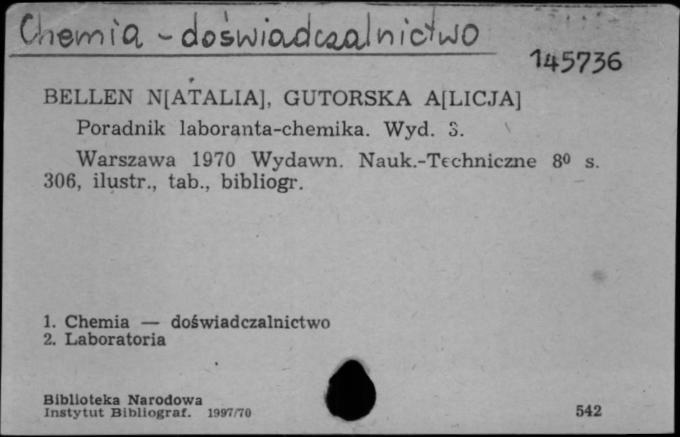 Chemia - doświadczalnictwo
145736
BELLEN N[ATALIA], GUTORSKA A[LICJA]
Poradnik laboranta-chemika. Wyd. 3.
Warszawa 1970 Wydawn. Nauk.-Techniczne 8⁰ s.
306, ilustr., tab., bibliogr.
1. Chemia — doświadczalnictwo
2. Laboratoria
Biblioteka Narodowa
Instytut Bibliograf. 1997/70
542